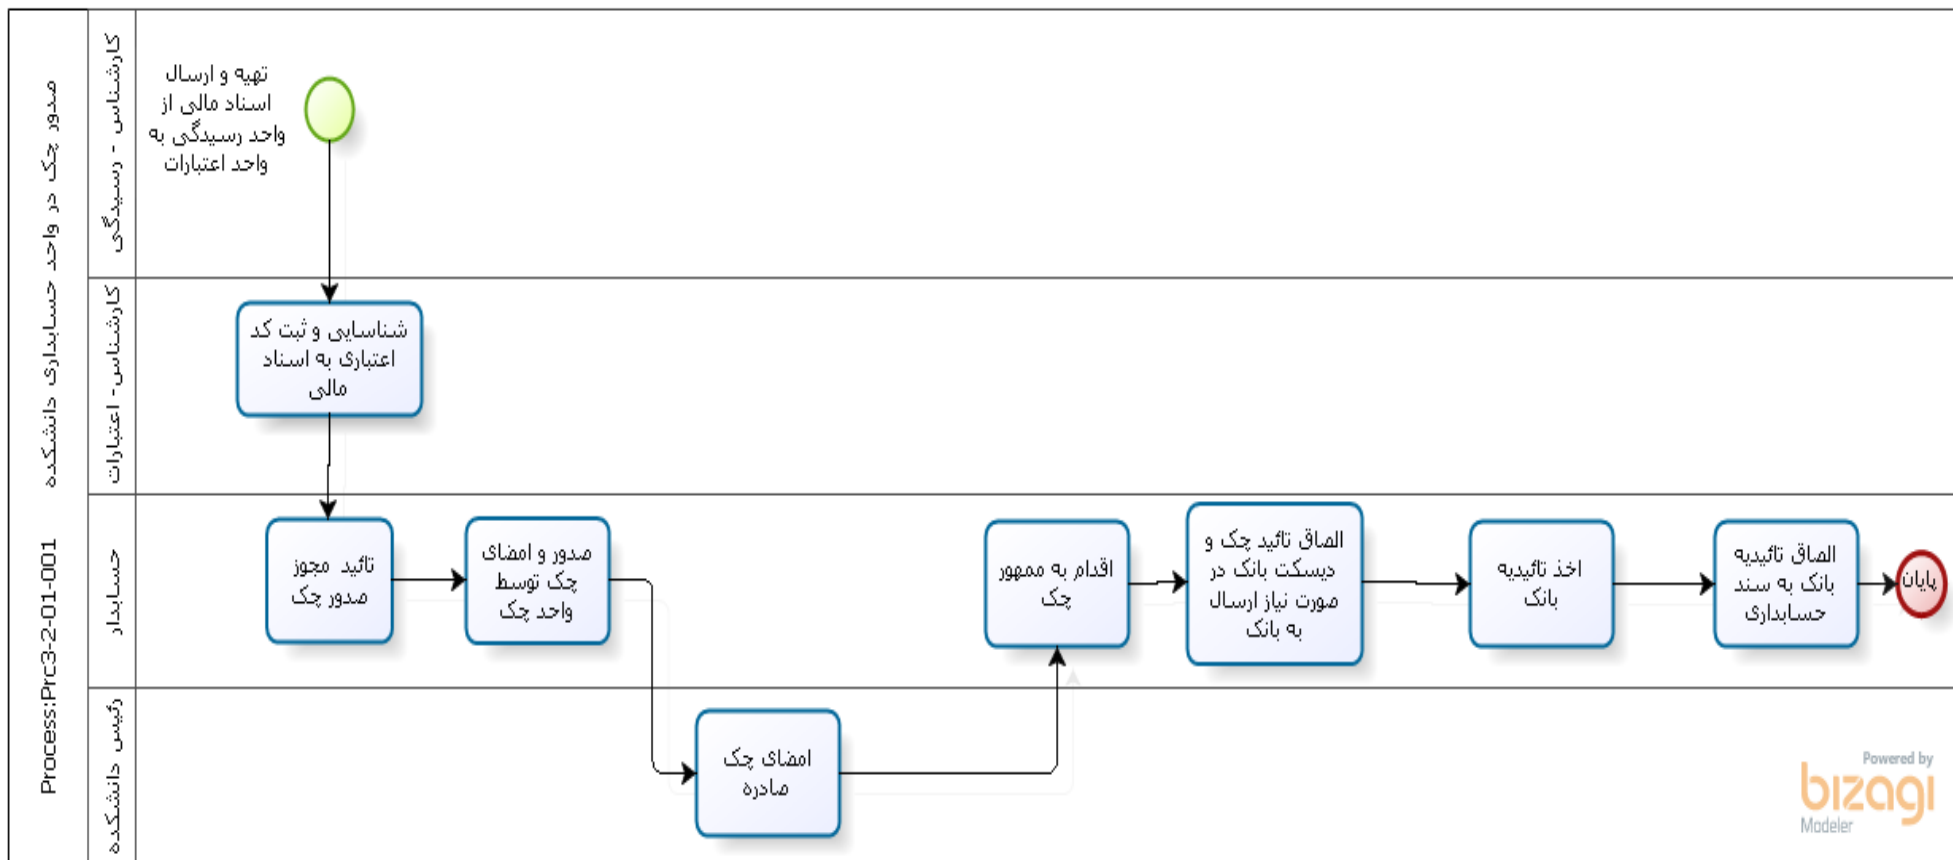 صدور چک در واحد حسابداری دانشکده
Process:Prc3-2-01-001
کارشناس - رسیدگی
تهیه و ارسال
اسناد مالی از
واحد رسیدگی به
واحد اعتبارات
کارشناس- اعتبارات
شناسایی و ثبت کد
اعتباری به اسناد
مالی
حسابدار
تائید مجوز
صدور چک
صدور و امضای
چک توسط
واحد چک
اقدام به ممهور
چک
الصاق تائید چک و
دیسکت بانک در
صورت نیاز ارسال
به بانک
اخذ تائیدیه
بانک
الصاق تائیدیه
بانک به سند
حسابداری
پایان
رئیس دانشکده
امضای چک
صادره
Powered by
bizagi
Modeler